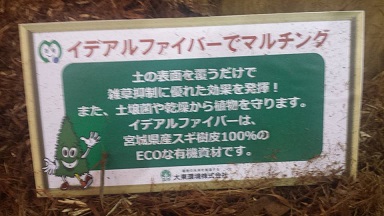 イデアルファイバーでマルチング
土の表面を覆うだけで
雑草抑制に優れた効果を発揮！
また、土壌菌や乾燥から植物を守ります。
イデアルファイバーは、
宮城県産スギ樹皮100%の
ECOな有機資材です。
大東環境株式会社